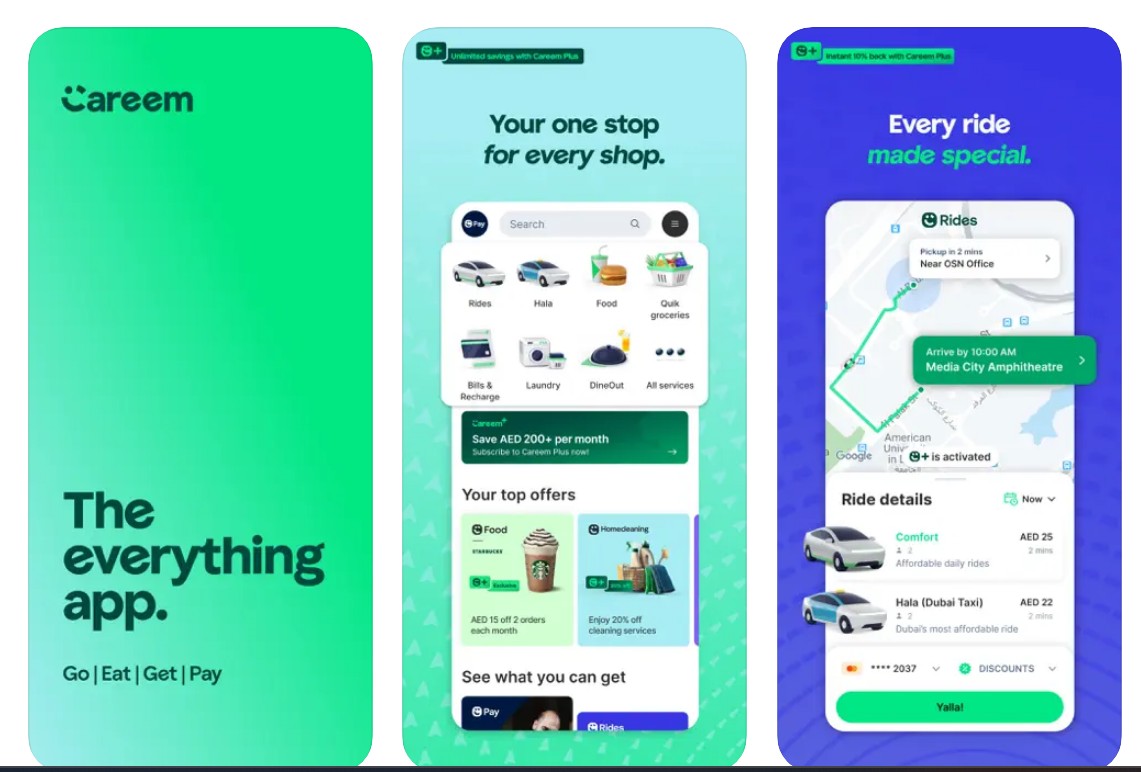 Careem
The
everything
app.
Go | Eat | Get | Pay
Unlimited savings with Careem Plus
Your one stop
for every shop.
Pay
Search
Rides
Hala
Food
Quik
groceries
Bills &
Recharge
Laundry
DineOut
All services
Careem+
Save AED 200+ per month
Subscribe to Careem Plus now!
Your top offers
Food
STARBUCKS
Exclusive
AED 15 off 2 orders
each month
Homecleaning
Enjoy 20% off
cleaning services
See what you can get
Pay
Rides
Instant 10% back with Careem Plus
Every ride
made special.
Rides
Pickup in 2 mins
Near OSN Office
Arrive by 10:00 AM
Media City Amphitheatre
American
in
Google
+ is activated
Ride details
Now
Comfort
AED 25
2
2 mins
Affordable daily rides
Hala (Dubai Taxi)
AED 22
2
2 mins
Dubai's most affordable ride
**** 2037
DISCOUNTS
Yalla!